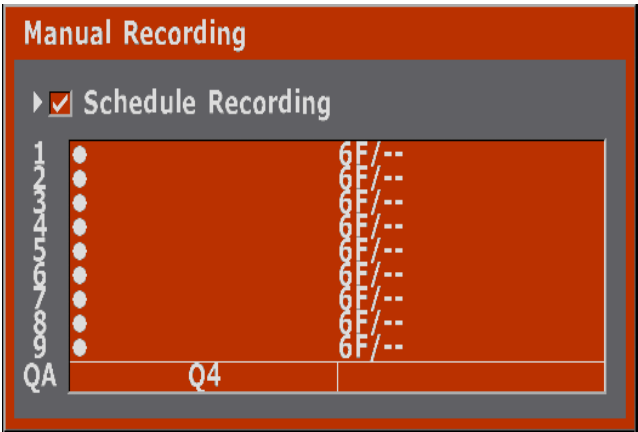 Manual Recording
Schedule Recording
1 6F/--
2 6F/--
3 6F/--
4 6F/--
5 6F/--
6 6F/--
7 6F/--
8 6F/--
9 6F/--
QA Q4